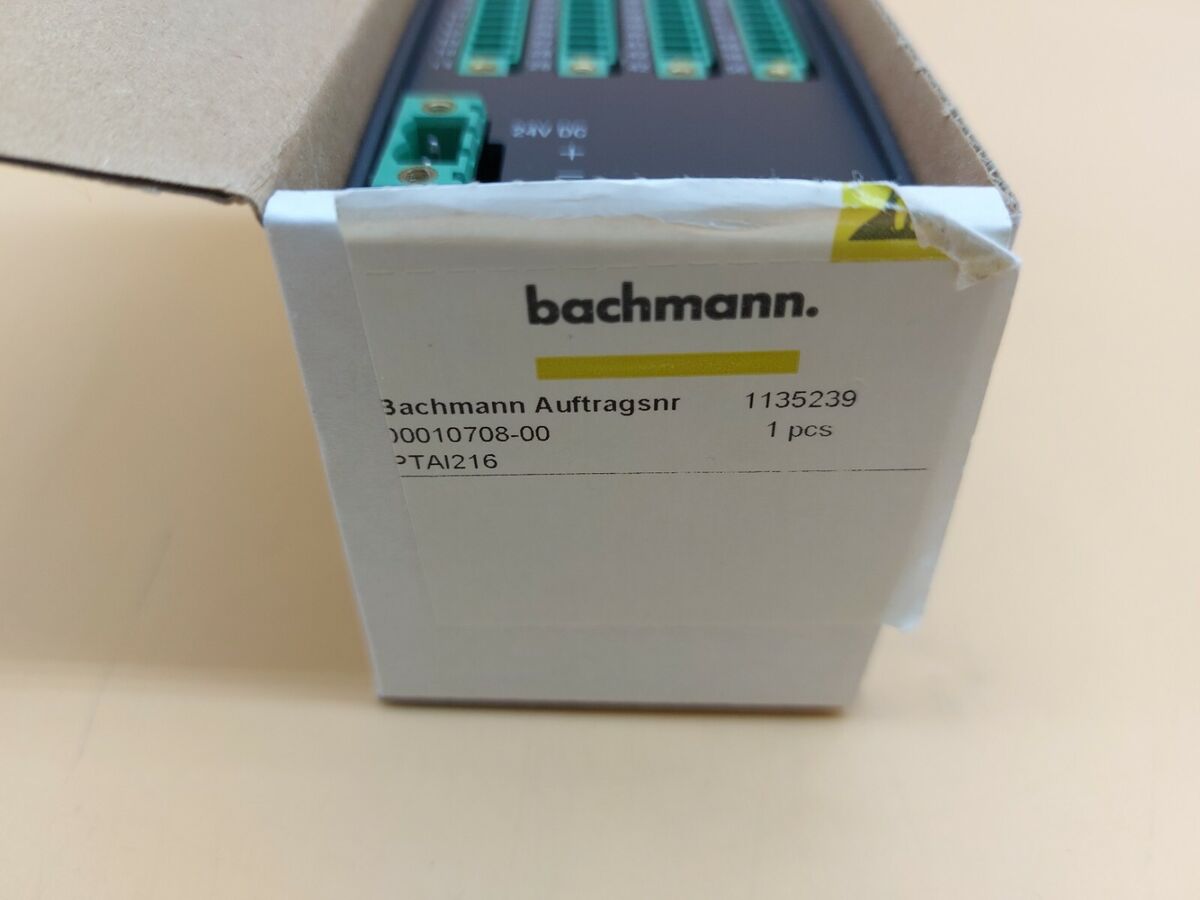 24V DC
+
bachmann.
Bachmann Auftragsnr 1135239
00010708-00 1 pcs
PTAI216